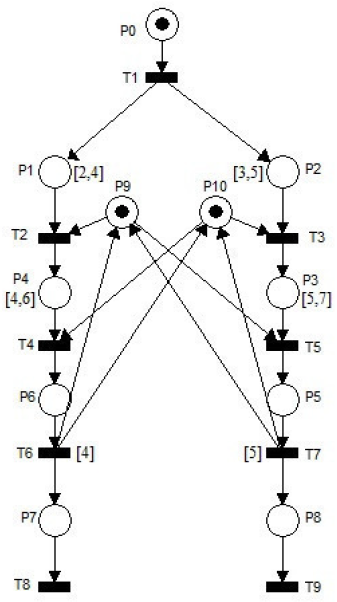 P0
T1
P1 [2,4] P9 P10 [3,5] P2
T2 T3
P4 P3
[4,6] [5,7]
T4 T5
P6 P5
T6 [4] [5] T7
P7 P8
T8 T9